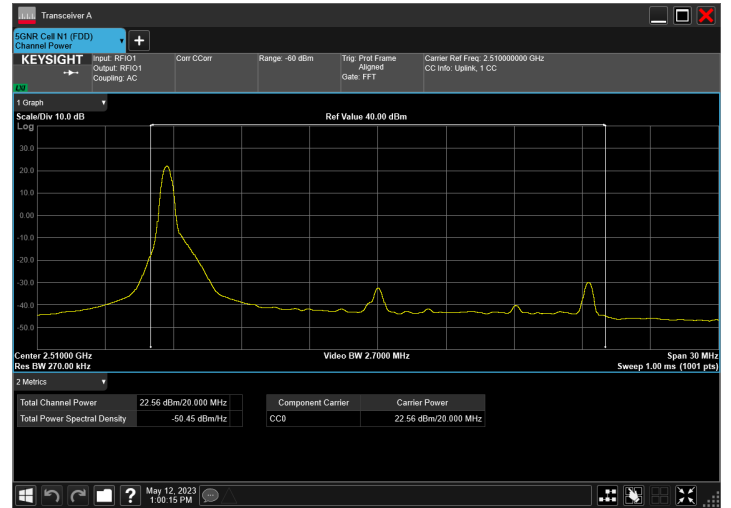 Transceiver A
5GNR Cell N1 (FDD)
Channel Power
KEYSIGHT
LXI
Input: RFIO1
Output: RFIO1
Coupling: AC
Corr CCorr
Range: -60 dBm
Trig: Prot Frame
Aligned
Gate: FFT
Carrier Ref Freq: 2.510000000 GHz
CC Info: Uplink, 1 CC
1 Graph
Scale/Div 10.0 dB
Ref Value 40.00 dBm
Log
30.0
20.0
10.0
0.00
-10.0
-20.0
-30.0
-40.0
-50.0
Center 2.51000 GHz
Video BW 2.7000 MHz
Span 30 MHz
Res BW 270.00 kHz
Sweep 1.00 ms (1001 pts)
2 Metrics
Total Channel Power 22.56 dBm/20.000 MHz
Total Power Spectral Density -50.45 dBm/Hz
Component Carrier Carrier Power
CC0 22.56 dBm/20.000 MHz
May 12, 2023
1:00:15 PM